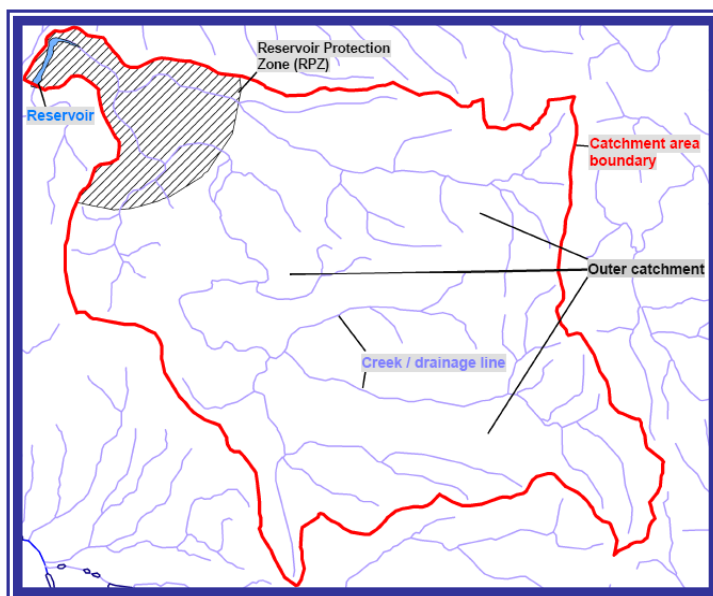 Reservoir Protection
Zone (RPZ)
Reservoir
Catchment area
boundary
Outer catchment
Creek / drainage line